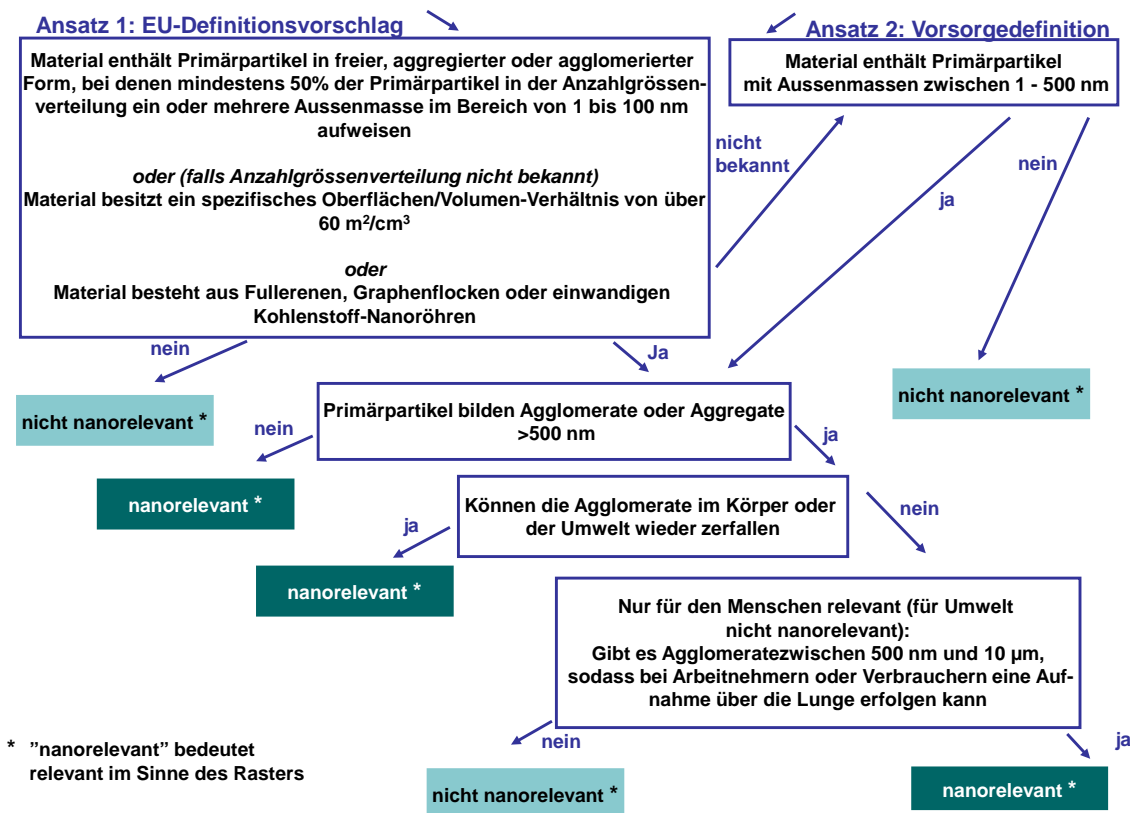 Ansatz 1: EU-Definitionsvorschlag
Material enthält Primärpartikel in freier, aggregierter oder agglomerierter
Form, bei denen mindestens 50% der Primärpartikel in der Anzahlgrössen-
verteilung ein oder mehrere Aussenmasse im Bereich von 1 bis 100 nm
aufweisen
oder (falls Anzahlgrössenverteilung nicht bekannt)
Material besitzt ein spezifisches Oberflächen/Volumen-Verhältnis von über
60 m²/cm³
oder
Material besteht aus Fullerenen, Graphenflocken oder einwandigen
Kohlenstoff-Nanoröhren
Ansatz 2: Vorsorgedefinition
Material enthält Primärpartikel
mit Aussenmassen zwischen 1 - 500 nm
nicht
bekannt
nein
ja
nein
Ja
nicht nanorelevant *
nicht nanorelevant *
Primärpartikel bilden Agglomerate oder Aggregate
>500 nm
nein
ja
nanorelevant *
Können die Agglomerate im Körper oder
der Umwelt wieder zerfallen
ja
nein
nanorelevant *
Nur für den Menschen relevant (für Umwelt
nicht nanorelevant):
Gibt es Agglomeratezwischen 500 nm und 10 µm,
sodass bei Arbeitnehmern oder Verbrauchern eine Auf-
nahme über die Lunge erfolgen kann
nein
ja
nicht nanorelevant *
nanorelevant *
* ”nanorelevant” bedeutet
relevant im Sinne des Rasters